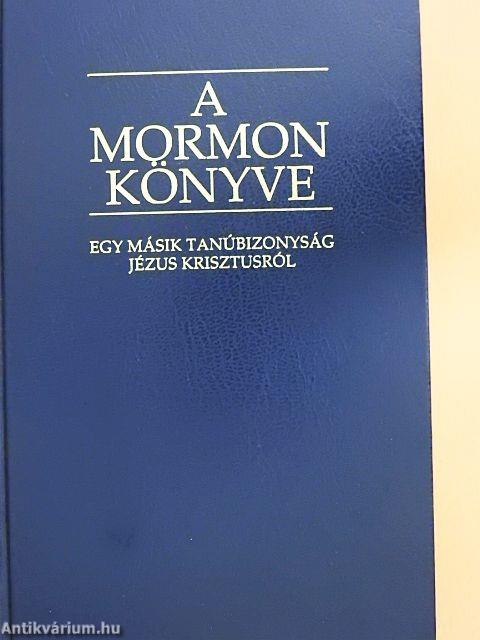 A
MORMON
KÖNYVE
EGY MÁSIK TANÚBIZONYSÁG
JÉZUS KRISZTUSRÓL
Antikvárium.hu